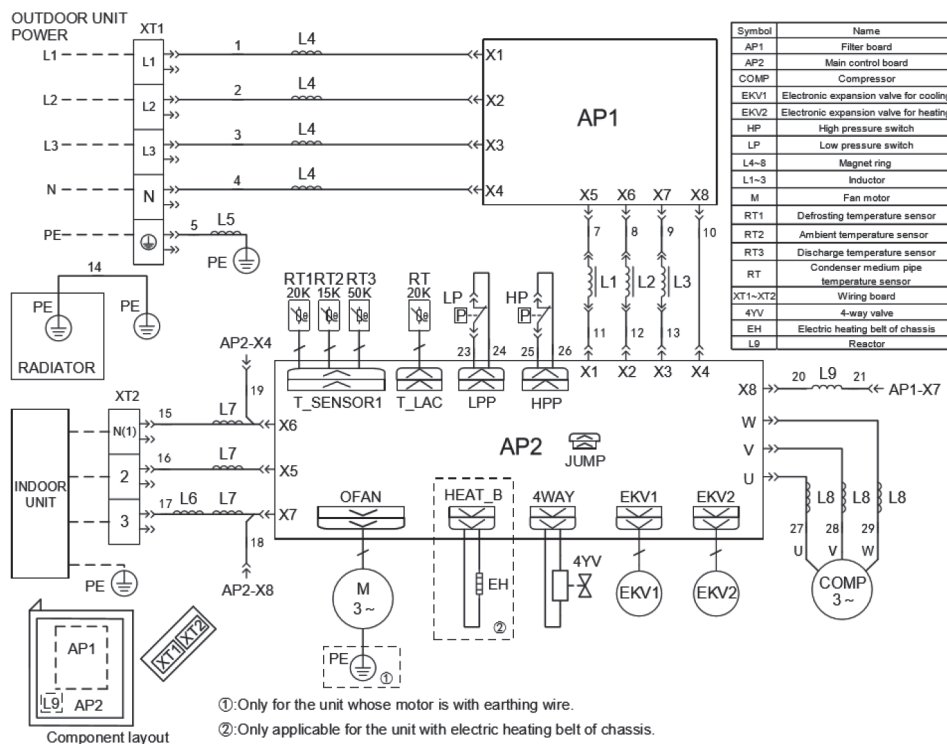 OUTDOOR UNIT
POWER
XT1
L1
L1
1
L4
X1
L2
L2
2
L4
X2
L3
L3
3
L4
X3
N
N
4
L4
X4
PE
5
L5
PE
AP1
X5 X6 X7 X8
7 8 9 10
L1 L2 L3
11 12 13
14
PE
PE
RADIATOR
Symbol Name
AP1 Filter board
AP2 Main control board
COMP Compressor
EKV1 Electronic expansion valve for cooling
EKV2 Electronic expansion valve for heating
HP High pressure switch
LP Low pressure switch
L4~8 Magnet ring
L1~3 Inductor
M Fan motor
RT1 Defrosting temperature sensor
RT2 Ambient temperature sensor
RT3 Discharge temperature sensor
RT Condenser medium pipe
temperature sensor
XT1~XT2 Wiring board
4YV 4-way valve
EH Electric heating belt of chassis
L9 Reactor
RT1 RT2 RT3
20K 15K 50K
RT
20K
LP
P
23 24
HP
P
25 26
T_SENSOR1 T_LAC LPP HPP
X1 X2 X3 X4
AP2
JUMP
X8 20 L9 21 AP1-X7
W
V
U
L8 L8 L8
27 28 29
U V W
COMP
3~
AP2-X4
19
XT2
INDOOR
UNIT
N(1) 15 L7 X6
2 16 L7 X5
3 17 L6 L7 X7
18
AP2-X8
PE
OFAN
HEAT_B
4WAY
EKV1
EKV2
M
3~
EH
②
4YV
EKV1
EKV2
PE
①
AP1
L9 AP2
XT1 XT2
Component layout
①:Only for the unit whose motor is with earthing wire.
②:Only applicable for the unit with electric heating belt of chassis.